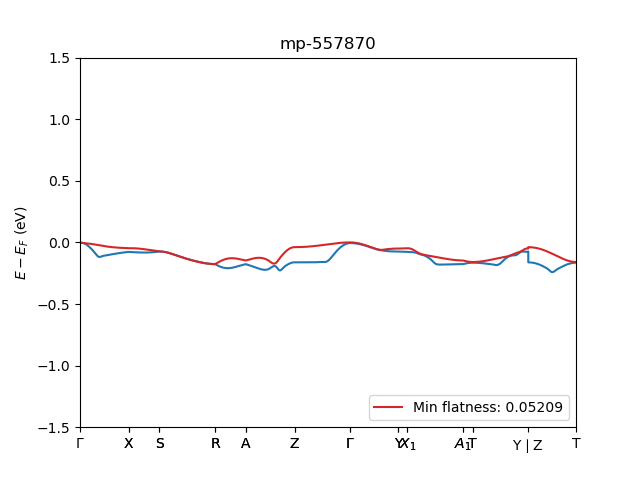 mp-557870
E − E_F (eV)
1.5
1.0
0.5
0.0
−0.5
−1.0
−1.5
Min flatness: 0.05209
Γ X S R A Z Γ Y X₁ A₁ T Y | Z T